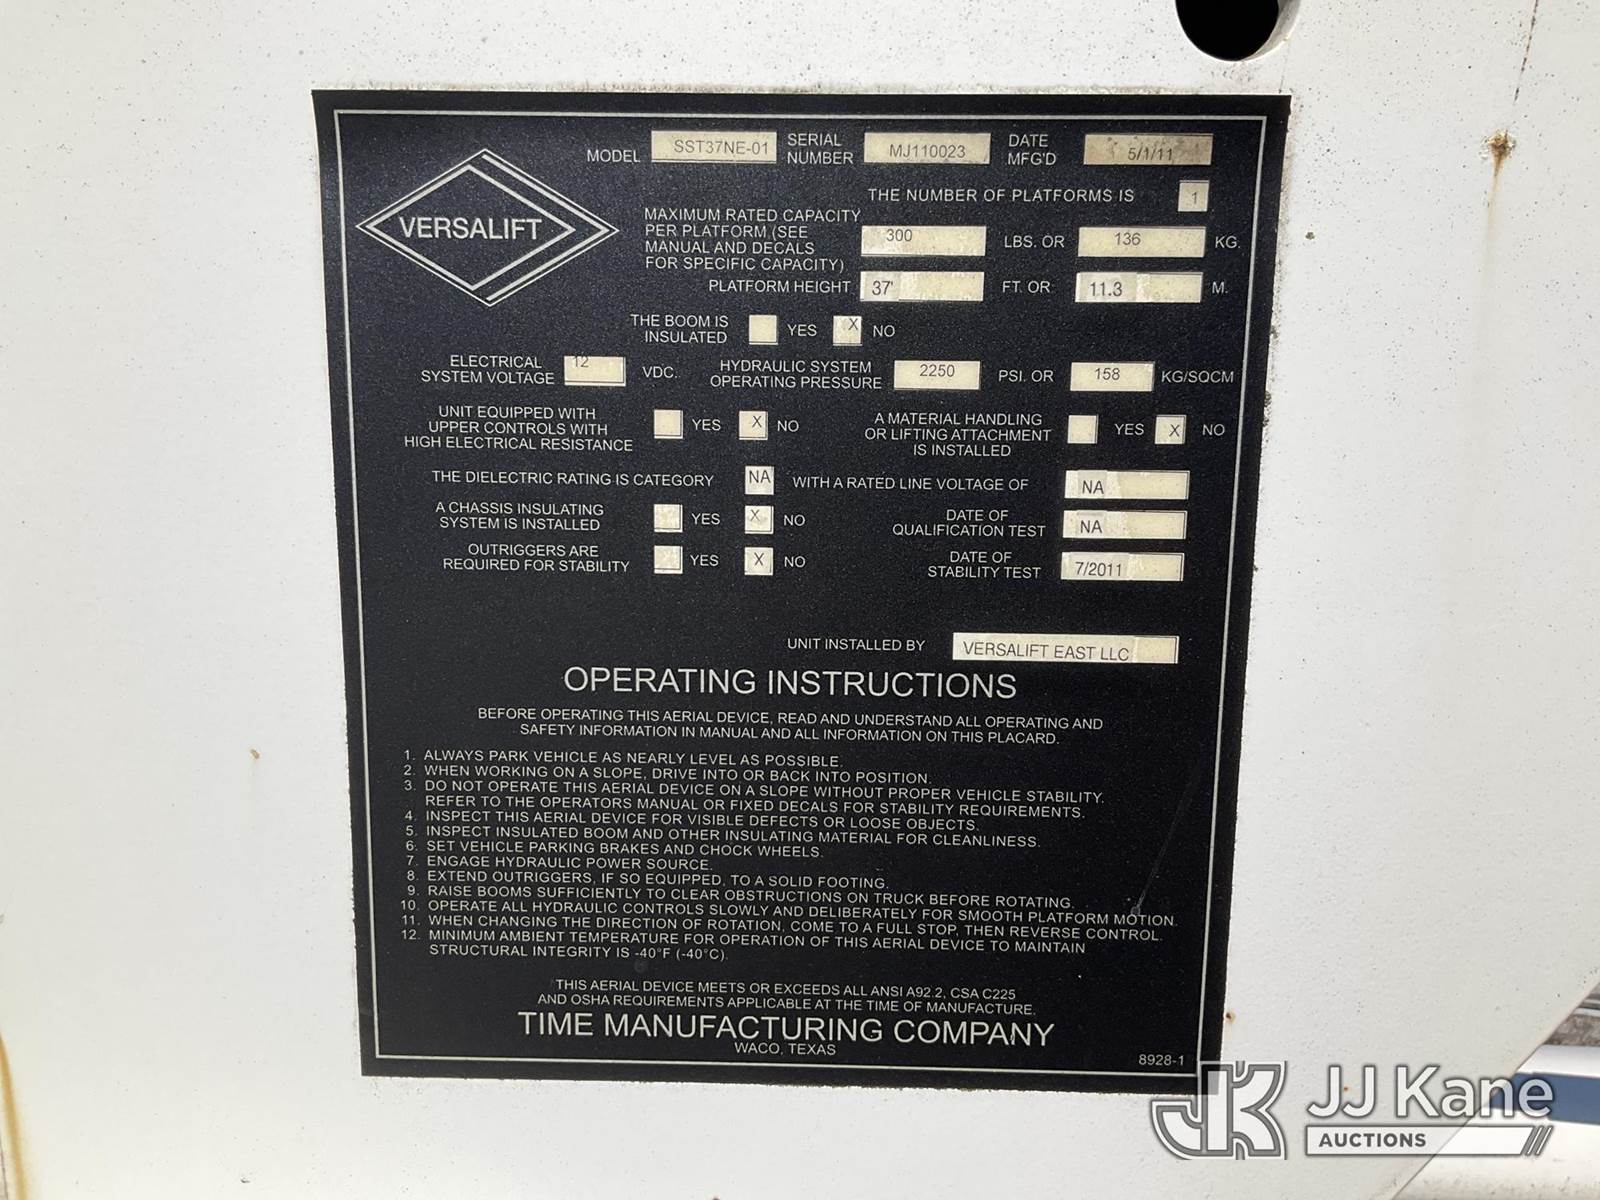 MODEL SST37NE-01 SERIAL NUMBER MJ110023 DATE MFG'D 5/1/11
VERSALIFT
THE NUMBER OF PLATFORMS IS 1
MAXIMUM RATED CAPACITY
PER PLATFORM (SEE
MANUAL AND DECALS
FOR SPECIFIC CAPACITY) 300 LBS. OR 136 KG.
PLATFORM HEIGHT 37' FT. OR 11.3 M.
THE BOOM IS
INSULATED YES X NO
ELECTRICAL
SYSTEM VOLTAGE 12 VDC. HYDRAULIC SYSTEM
OPERATING PRESSURE 2250 PSI. OR 158 KG/SQCM
UNIT EQUIPPED WITH
UPPER CONTROLS WITH
HIGH ELECTRICAL RESISTANCE YES X NO
A MATERIAL HANDLING
OR LIFTING ATTACHMENT
IS INSTALLED YES X NO
THE DIELECTRIC RATING IS CATEGORY NA WITH A RATED LINE VOLTAGE OF NA
A CHASSIS INSULATING
SYSTEM IS INSTALLED YES X NO
DATE OF
QUALIFICATION TEST NA
OUTRIGGERS ARE
REQUIRED FOR STABILITY YES X NO
DATE OF
STABILITY TEST 7/2011
UNIT INSTALLED BY VERSALIFT EAST LLC
OPERATING INSTRUCTIONS
BEFORE OPERATING THIS AERIAL DEVICE, READ AND UNDERSTAND ALL OPERATING AND
SAFETY INFORMATION IN MANUAL AND ALL INFORMATION ON THIS PLACARD.
1. ALWAYS PARK VEHICLE AS NEARLY LEVEL AS POSSIBLE.
2. WHEN WORKING ON A SLOPE, DRIVE INTO OR BACK INTO POSITION.
3. DO NOT OPERATE THIS AERIAL DEVICE ON A SLOPE WITHOUT PROPER VEHICLE STABILITY.
REFER TO THE OPERATORS MANUAL OR FIXED DECALS FOR STABILITY REQUIREMENTS.
4. INSPECT THIS AERIAL DEVICE FOR VISIBLE DEFECTS OR LOOSE OBJECTS.
5. INSPECT INSULATED BOOM AND OTHER INSULATING MATERIAL FOR CLEANLINESS.
6. SET VEHICLE PARKING BRAKES AND CHOCK WHEELS.
7. ENGAGE HYDRAULIC POWER SOURCE.
8. EXTEND OUTRIGGERS, IF SO EQUIPPED, TO A SOLID FOOTING.
9. RAISE BOOMS SUFFICIENTLY TO CLEAR OBSTRUCTIONS ON TRUCK BEFORE ROTATING.
10. OPERATE ALL HYDRAULIC CONTROLS SLOWLY AND DELIBERATELY FOR SMOOTH PLATFORM MOTION.
11. WHEN CHANGING THE DIRECTION OF ROTATION, COME TO A FULL STOP, THEN REVERSE CONTROL.
12. MINIMUM AMBIENT TEMPERATURE FOR OPERATION OF THIS AERIAL DEVICE TO MAINTAIN
STRUCTURAL INTEGRITY IS -40°F (-40°C).
THIS AERIAL DEVICE MEETS OR EXCEEDS ALL ANSI A92.2, CSA C225
AND OSHA REQUIREMENTS APPLICABLE AT THE TIME OF MANUFACTURE.
TIME MANUFACTURING COMPANY
WACO, TEXAS
8928-1
JK JJ Kane
AUCTIONS